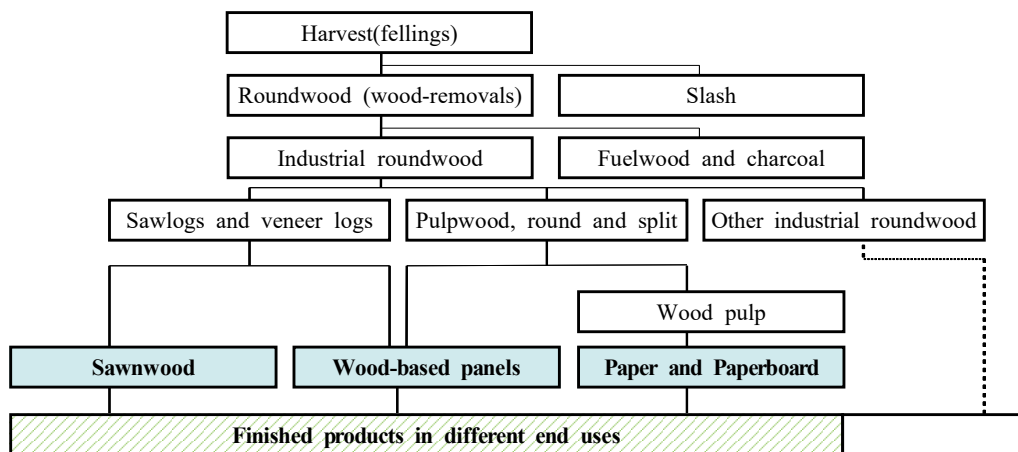 Harvest(fellings)
Roundwood (wood-removals)
Slash
Industrial roundwood
Fuelwood and charcoal
Sawlogs and veneer logs
Pulpwood, round and split
Other industrial roundwood
Wood pulp
Sawnwood
Wood-based panels
Paper and Paperboard
Finished products in different end uses